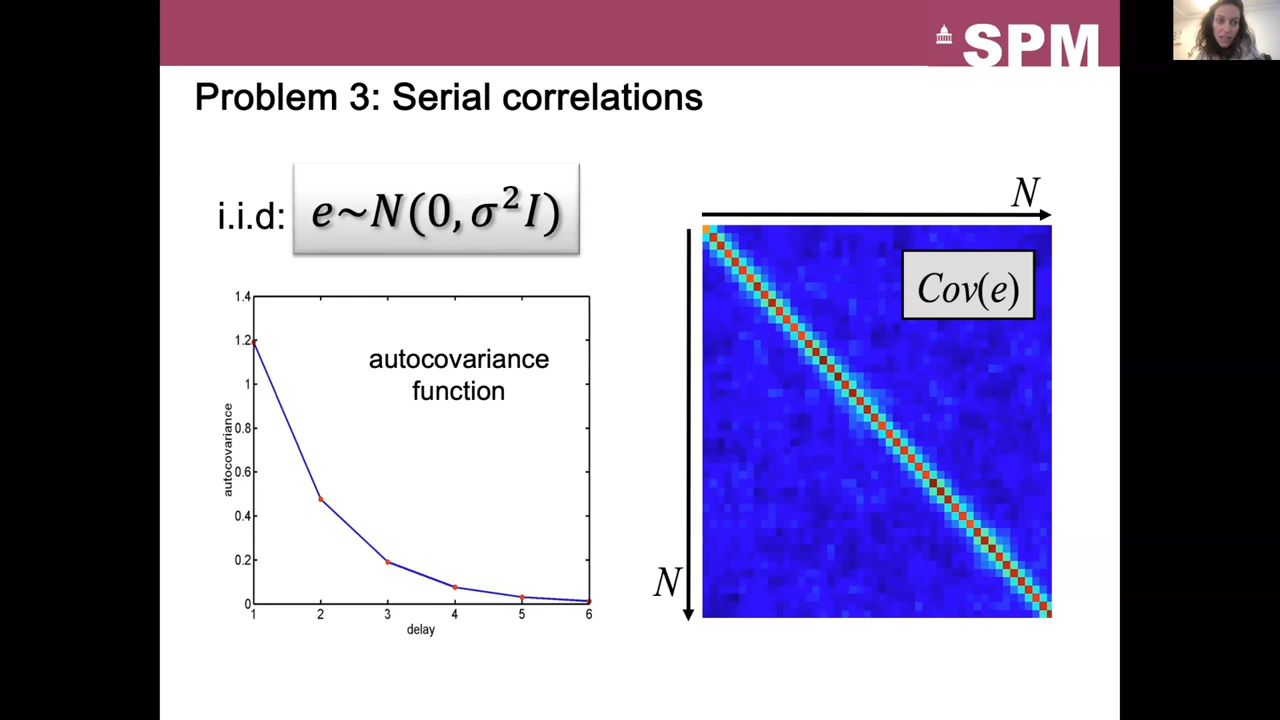 SPM
Problem 3: Serial correlations
i.i.d: e~N(0, σ²I)
N
Cov(e)
N
autocovariance
function
1.4
1.2
1
0.8
0.6
0.4
0.2
0
autocovariance
1 2 3 4 5 6
delay